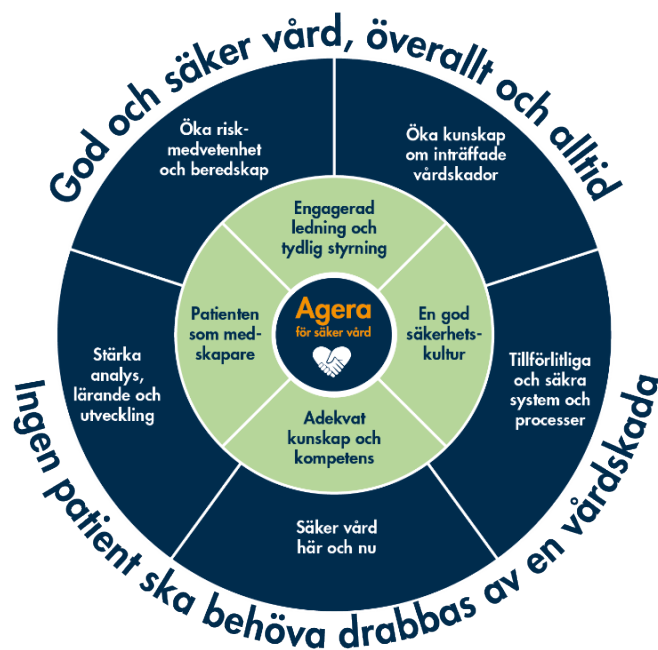 God och säker vård, överallt och alltid
Öka risk-
medvetenhet
och beredskap
Öka kunskap
om inträffade
vårdskador
Engagerad
ledning och
tydlig styrning
Patienten
som med-
skapare
Agera
för säker vård
En god
säkerhets-
kultur
Stärka
analys,
lärande och
utveckling
Tillförlitliga
och säkra
system och
processer
Adekvat
kunskap och
kompetens
Säker vård
här och nu
Ingen patient ska behöva drabbas av en vårdskada